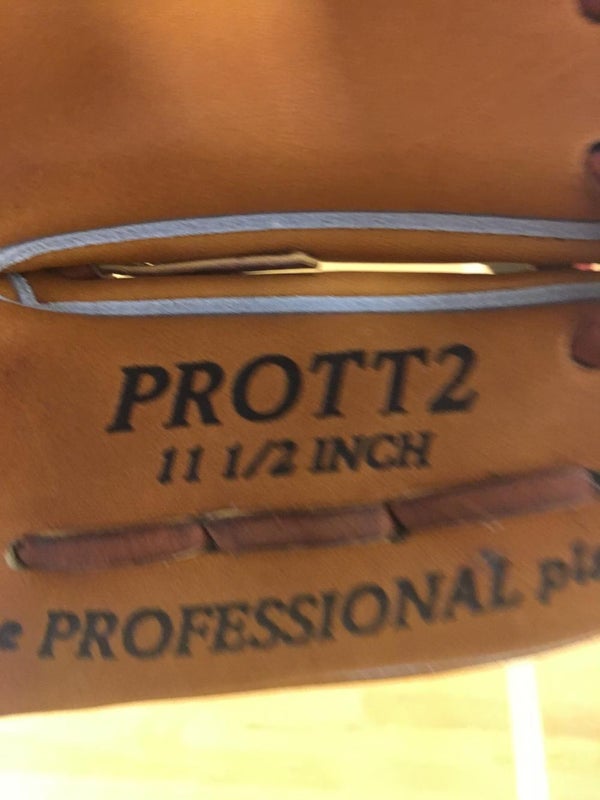 PROTT2
11 1/2 INCH
PROFESSIONAL